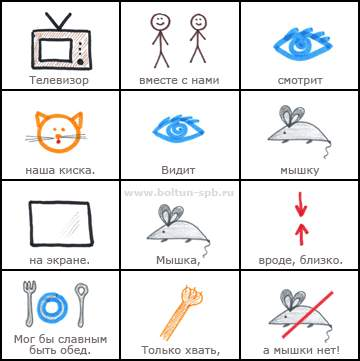 Телевизор
вместе с нами
смотрит
наша киска.
Видит
мышку
www.boltun-spb.ru
на экране.
Мышка,
вроде, близко.
Мог бы славным
быть обед.
Только хвать,
а мышки нет!